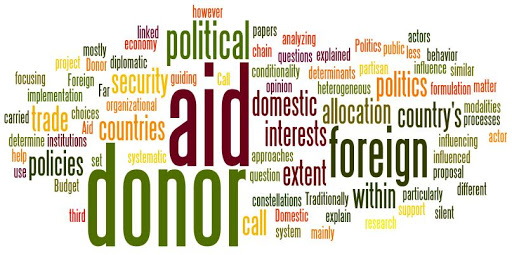 however
linked papers actors
mostly economy political chain analyzing Politics public less behavior
project Donor diplomatic questions explained partisan influence similar
focusing Foreign guiding Call conditionality determinants
implementation Far security opinion heterogeneous politics formulation matter
carried choices organizational aid domestic allocation country's modalities
trade Aid countries interests processes
determine institutions influencing actor
help policies set systematic approaches extent foreign influenced
use Budget donor question within particularly proposal
constellations Traditionally different
third call Domestic explain support silent
system mainly research